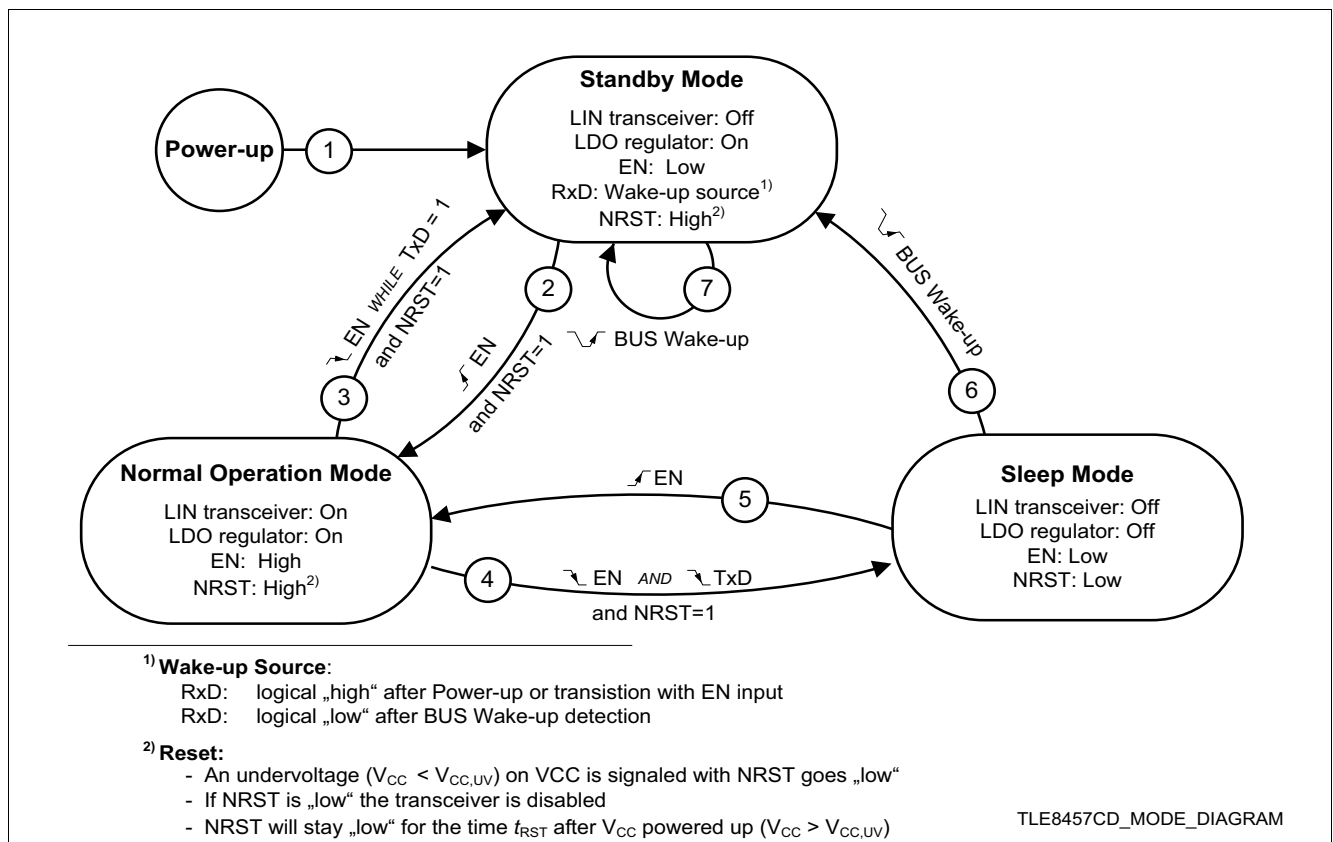 Standby Mode
LIN transceiver: Off
LDO regulator: On
EN: Low
RxD: Wake-up source1)
NRST: High2)
Power-up
1
EN WHILE TxD = 1
and NRST=1
3
2
EN
and NRST=1
7
BUS Wake-up
BUS Wake-up
6
Normal Operation Mode
LIN transceiver: On
LDO regulator: On
EN: High
NRST: High2)
EN
5
4
EN AND TxD
and NRST=1
Sleep Mode
LIN transceiver: Off
LDO regulator: Off
EN: Low
NRST: Low
1) Wake-up Source:
RxD: logical „high“ after Power-up or transistion with EN input
RxD: logical „low“ after BUS Wake-up detection
2) Reset:
- An undervoltage (VCC < VCC,UV) on VCC is signaled with NRST goes „low“
- If NRST is „low“ the transceiver is disabled
- NRST will stay „low“ for the time tRST after VCC powered up (VCC > VCC,UV)
TLE8457CD_MODE_DIAGRAM